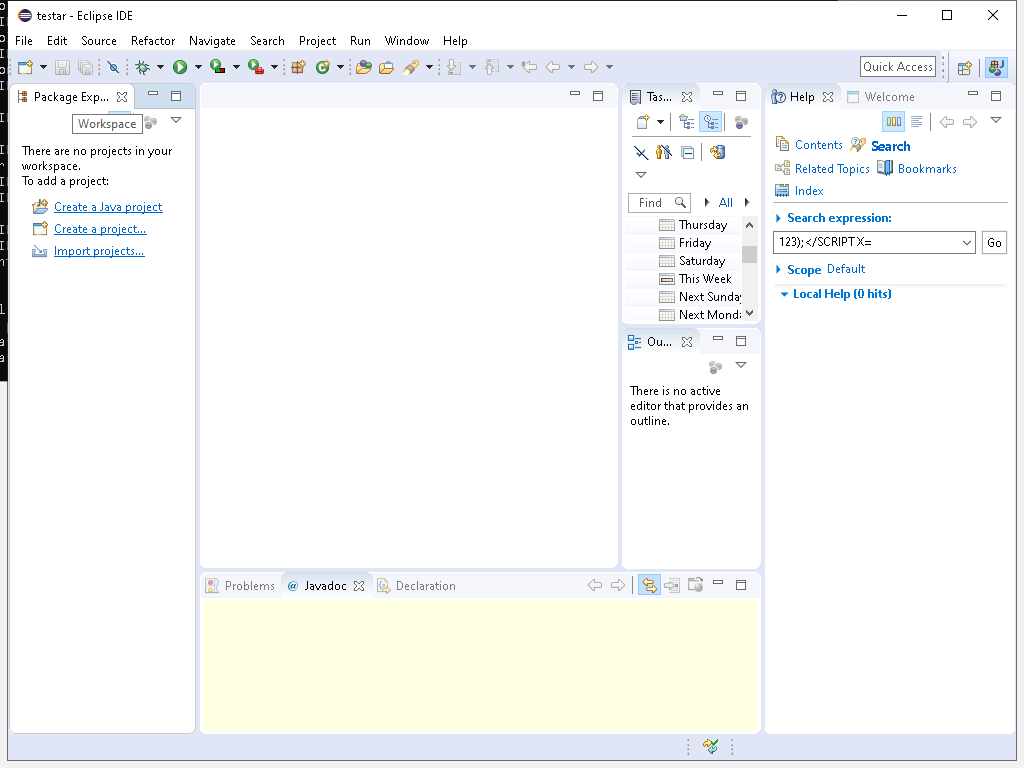 testar - Eclipse IDE
File Edit Source Refactor Navigate Search Project Run Window Help
Quick Access
Package Exp...
Workspace
There are no projects in your
workspace.
To add a project:
Create a Java project
Create a project...
Import projects...
Tas...
Find
All
Thursday
Friday
Saturday
This Week
Next Sunday
Next Mond
Ou...
There is no active
editor that provides an
outline.
Help Welcome
Contents Search
Related Topics Bookmarks
Index
Search expression:
123);</SCRIPTX=
Go
Scope Default
Local Help (0 hits)
Problems @ Javadoc Declaration